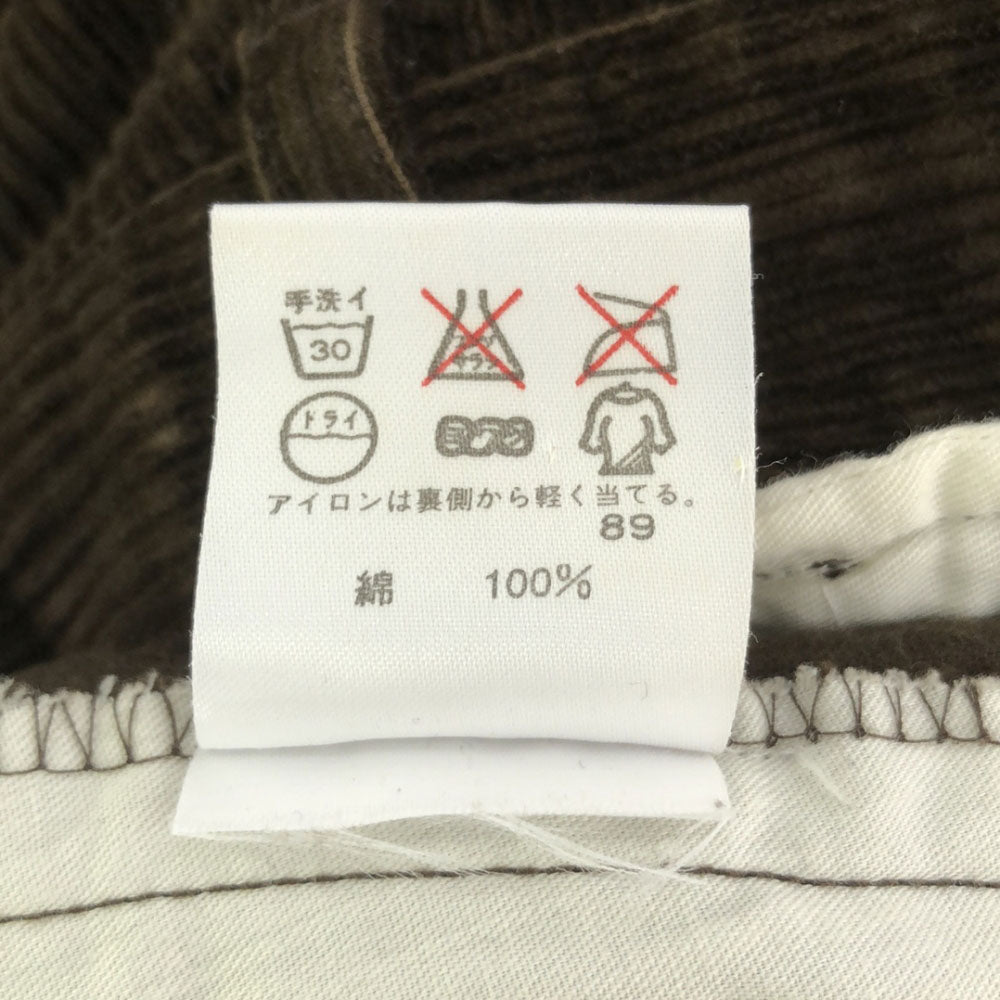 手洗イ
30
ドライ
アイロンは裏側から軽く当てる。
89
綿 100%